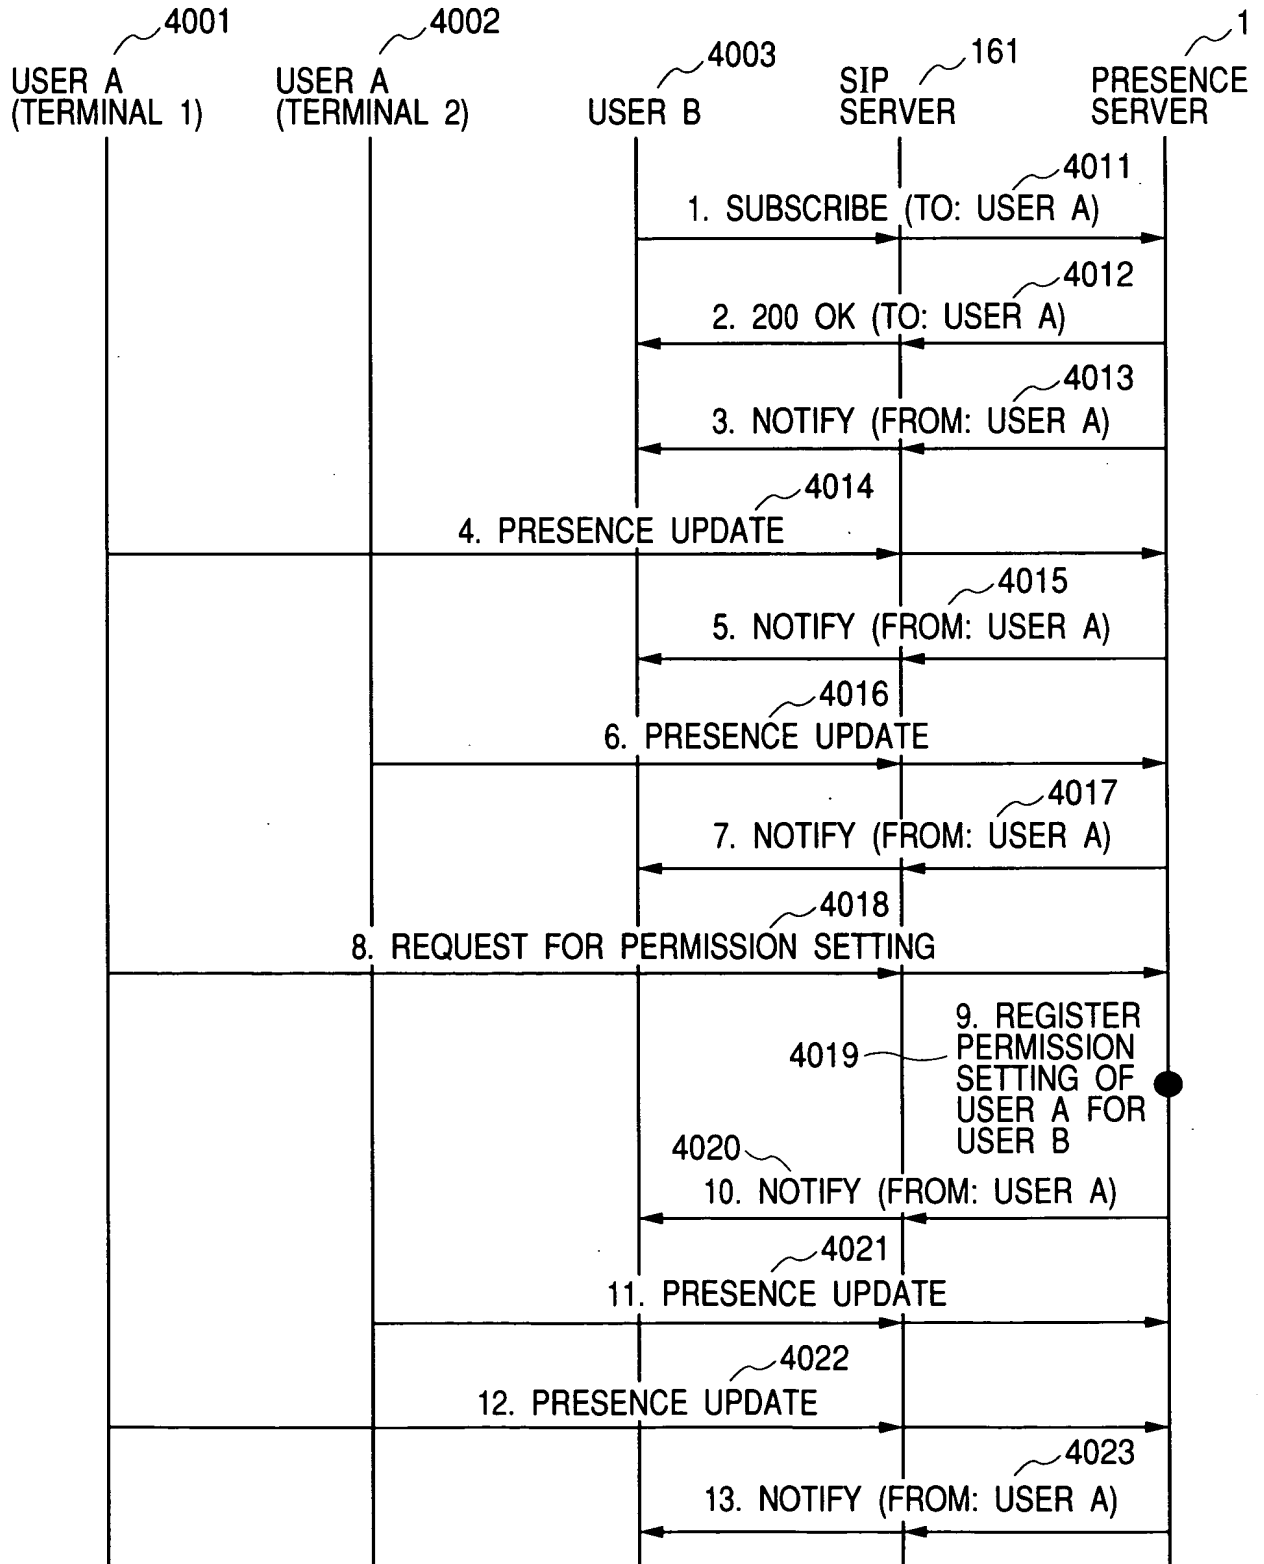 4001
4002
4003
161
1
USER A
(TERMINAL 1)
USER A
(TERMINAL 2)
USER B
SIP
SERVER
PRESENCE
SERVER
4011
1. SUBSCRIBE (TO: USER A)
4012
2. 200 OK (TO: USER A)
4013
3. NOTIFY (FROM: USER A)
4014
4. PRESENCE UPDATE
4015
5. NOTIFY (FROM: USER A)
4016
6. PRESENCE UPDATE
4017
7. NOTIFY (FROM: USER A)
4018
8. REQUEST FOR PERMISSION SETTING
4019
9. REGISTER
PERMISSION
SETTING OF
USER A FOR
USER B
4020
10. NOTIFY (FROM: USER A)
4021
11. PRESENCE UPDATE
4022
12. PRESENCE UPDATE
4023
13. NOTIFY (FROM: USER A)